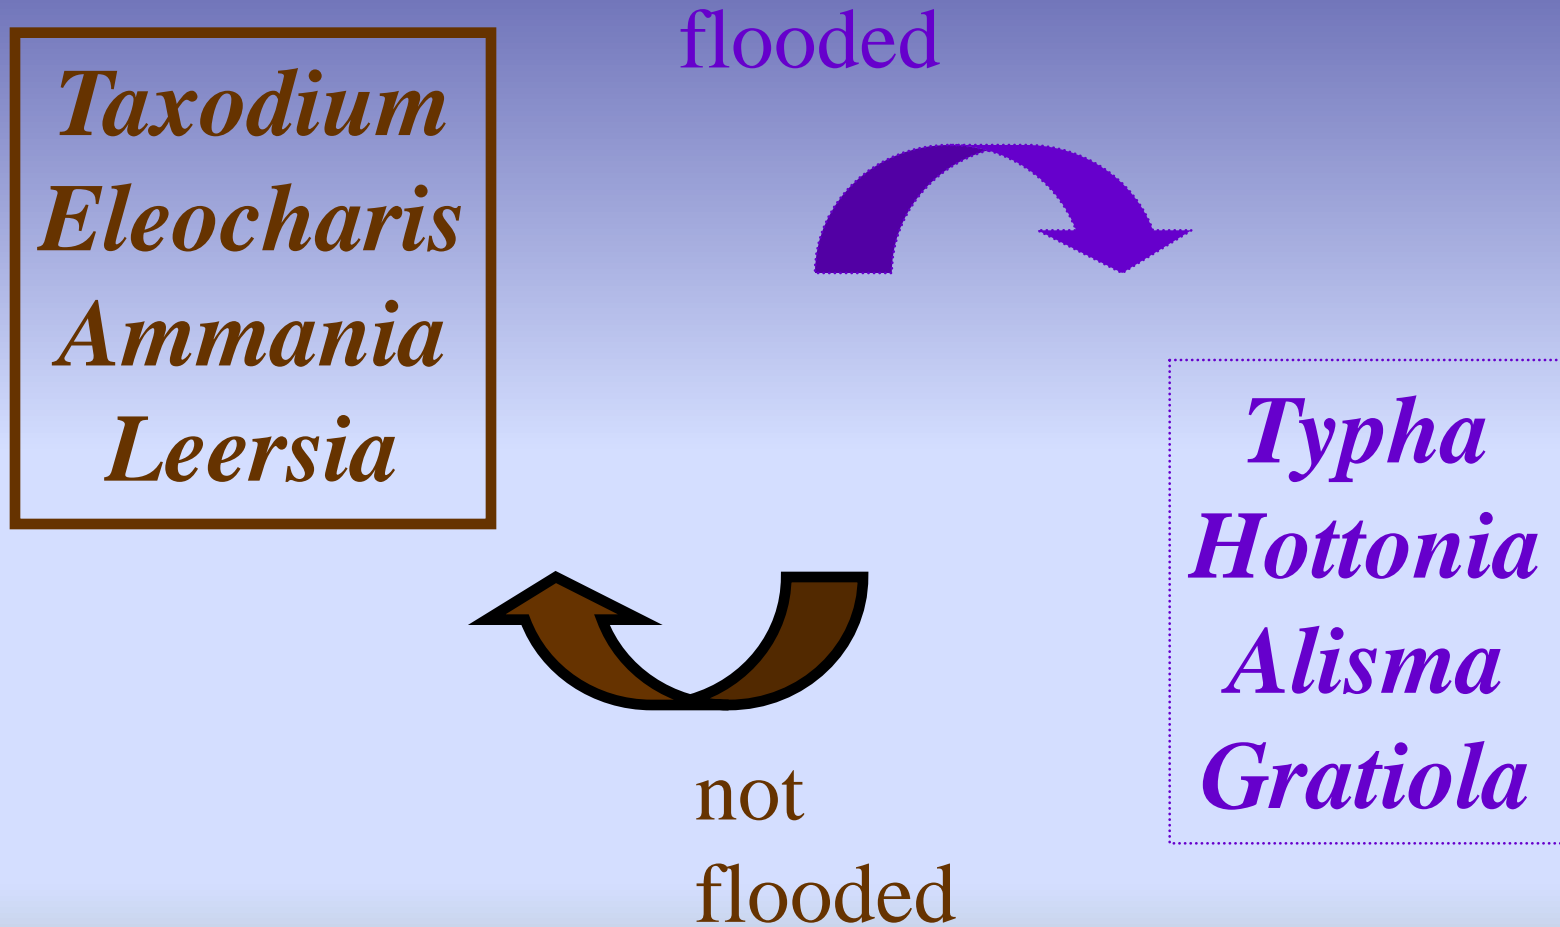 flooded
Taxodium
Eleocharis
Ammania
Leersia
Typha
Hottonia
Alisma
Gratiola
not
flooded